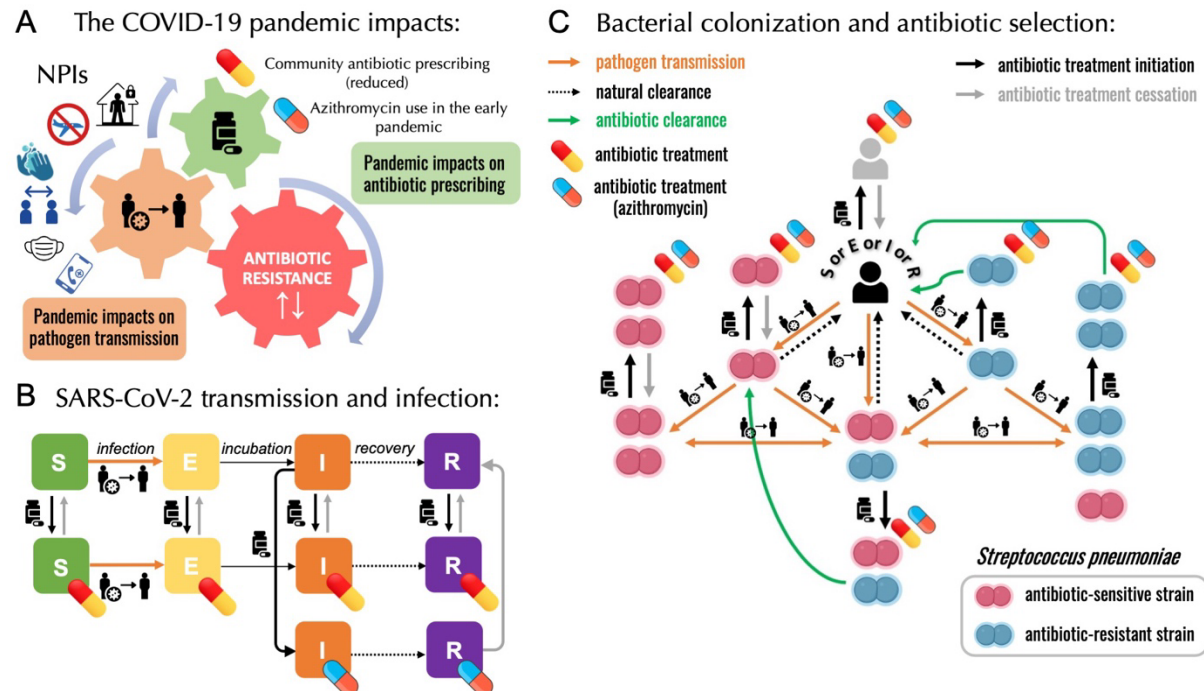 A The COVID-19 pandemic impacts:
NPIs
Community antibiotic prescribing
(reduced)
Azithromycin use in the early
pandemic
Pandemic impacts on
antibiotic prescribing
ANTIBIOTIC
RESISTANCE
↑↓
Pandemic impacts on
pathogen transmission
B SARS-CoV-2 transmission and infection:
S infection E incubation I recovery R
S E I R
I R
C Bacterial colonization and antibiotic selection:
pathogen transmission
natural clearance
antibiotic clearance
antibiotic treatment
antibiotic treatment
(azithromycin)
antibiotic treatment initiation
antibiotic treatment cessation
S or E or I or R
Streptococcus pneumoniae
antibiotic-sensitive strain
antibiotic-resistant strain